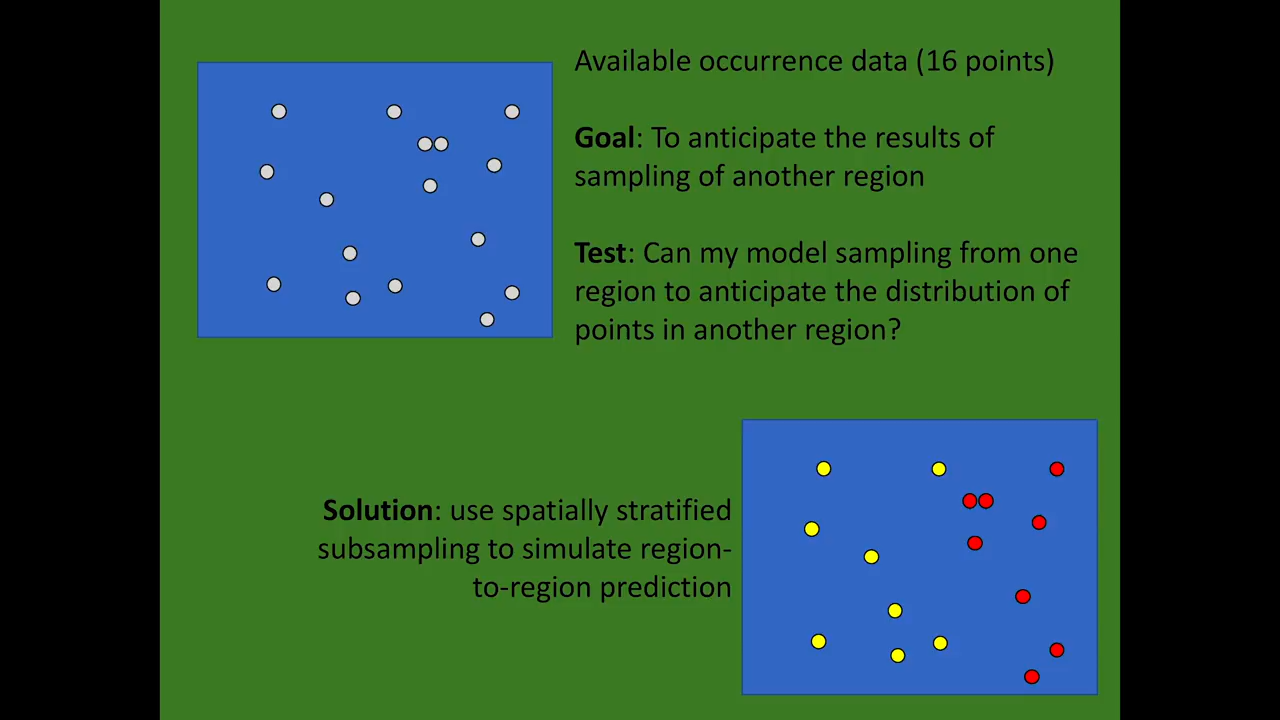 Available occurrence data (16 points)
Goal: To anticipate the results of
sampling of another region
Test: Can my model sampling from one
region to anticipate the distribution of
points in another region?
Solution: use spatially stratified
subsampling to simulate region-
to-region prediction